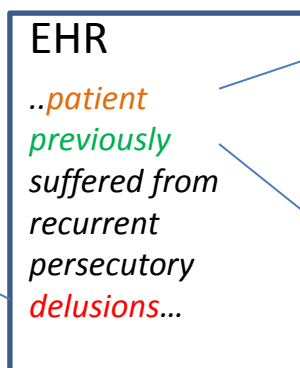 EHR
..patient
previously
suffered from
recurrent
persecutory
delusions…